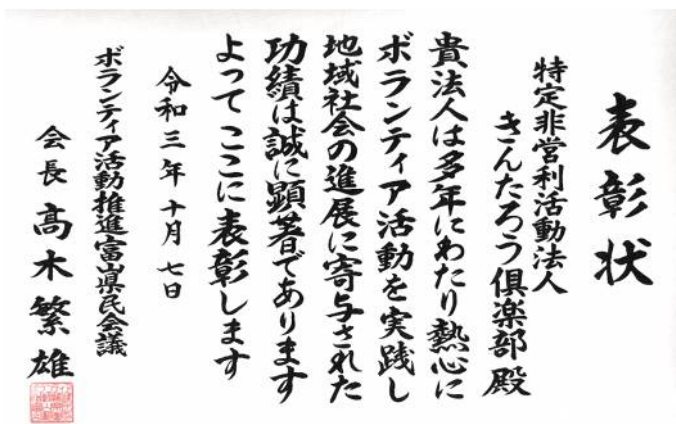 表彰状
特定非営利活動法人
きんたろう倶楽部 殿
貴法人は多年にわたり熱心に
ボランティア活動を実践し
地域社会の進展に寄与された
功績は誠に顕著であります
よって ここに表彰します
令和三年十月七日
ボランティア活動推進富山県民会議
会長 髙木繁雄